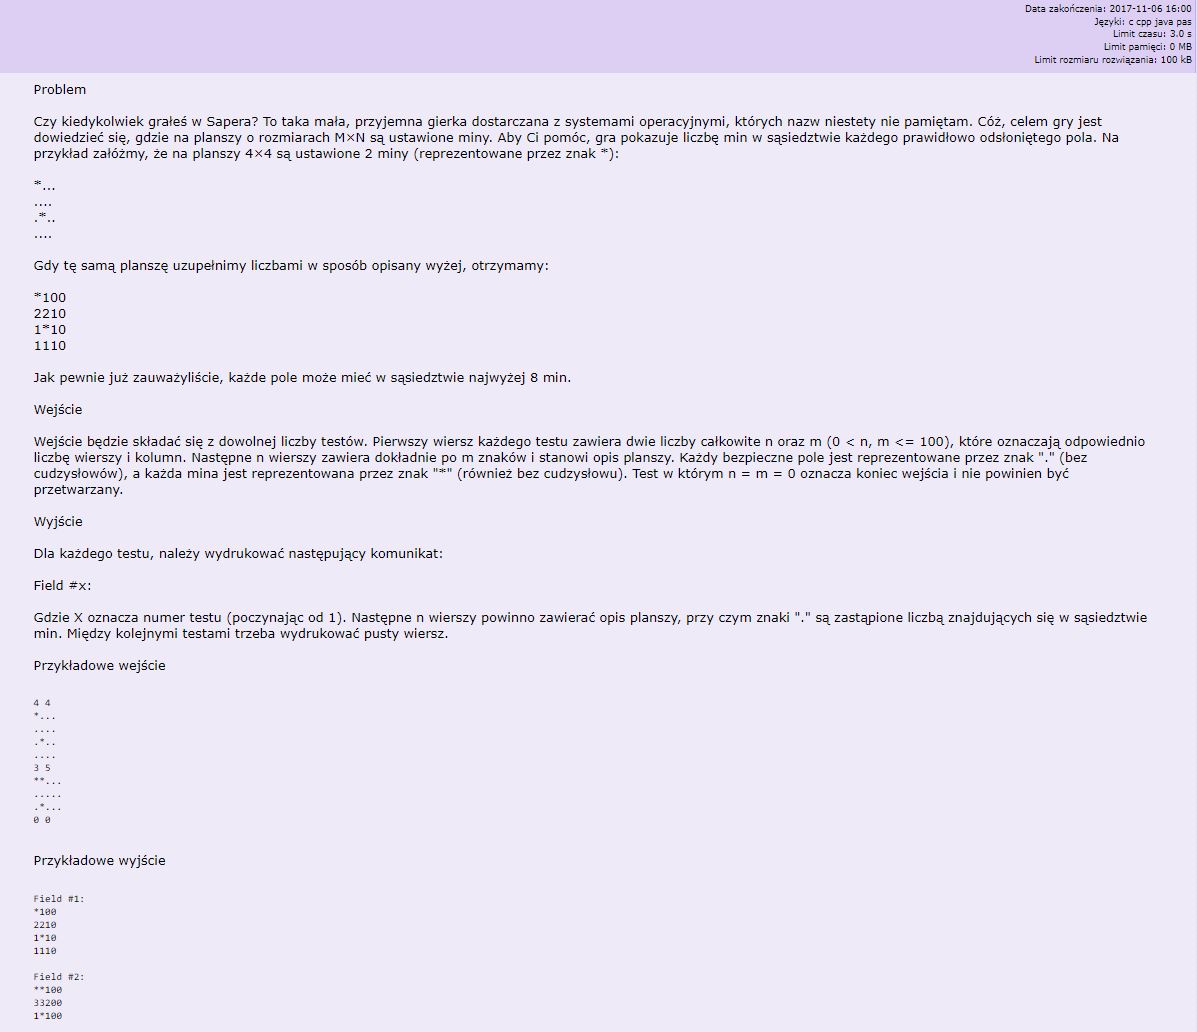 Data zakończenia: 2017-11-06 16:00
Języki: c cpp java pas
Limit czasu: 3.0 s
Limit pamięci: 0 MB
Limit rozmiaru rozwiązania: 100 kB
Problem
Czy kiedykolwiek grałeś w Sapera? To taka mała, przyjemna gierka dostarczana z systemami operacyjnymi, których nazw niestety nie pamiętam. Cóż, celem gry jest
dowiedzieć się, gdzie na planszy o rozmiarach M×N są ustawione miny. Aby Ci pomóc, gra pokazuje liczbę min w sąsiedztwie każdego prawidłowo odsłoniętego pola. Na
przykład załóżmy, że na planszy 4×4 są ustawione 2 miny (reprezentowane przez znak *):
*...
....
.*..
....
Gdy tę samą planszę uzupełnimy liczbami w sposób opisany wyżej, otrzymamy:
*100
2210
1*10
1110
Jak pewnie już zauważyliście, każde pole może mieć w sąsiedztwie najwyżej 8 min.
Wejście
Wejście będzie składać się z dowolnej liczby testów. Pierwszy wiersz każdego testu zawiera dwie liczby całkowite n oraz m (0 < n, m <= 100), które oznaczają odpowiednio
liczbę wierszy i kolumn. Następne n wierszy zawiera dokładnie po m znaków i stanowi opis planszy. Każdy bezpieczne pole jest reprezentowane przez znak "." (bez
cudzysłowów), a każda mina jest reprezentowana przez znak "*" (również bez cudzysłowu). Test w którym n = m = 0 oznacza koniec wejścia i nie powinien być
przetwarzany.
Wyjście
Dla każdego testu, należy wydrukować następujący komunikat:
Field #x:
Gdzie X oznacza numer testu (poczynając od 1). Następne n wierszy powinno zawierać opis planszy, przy czym znaki "." są zastąpione liczbą znajdujących się w sąsiedztwie
min. Między kolejnymi testami trzeba wydrukować pusty wiersz.
Przykładowe wejście
4 4
*...
....
.*..
....
3 5
**...
.....
.*...
0 0
Przykładowe wyjście
Field #1:
*100
2210
1*10
1110
Field #2:
**100
33200
1*100